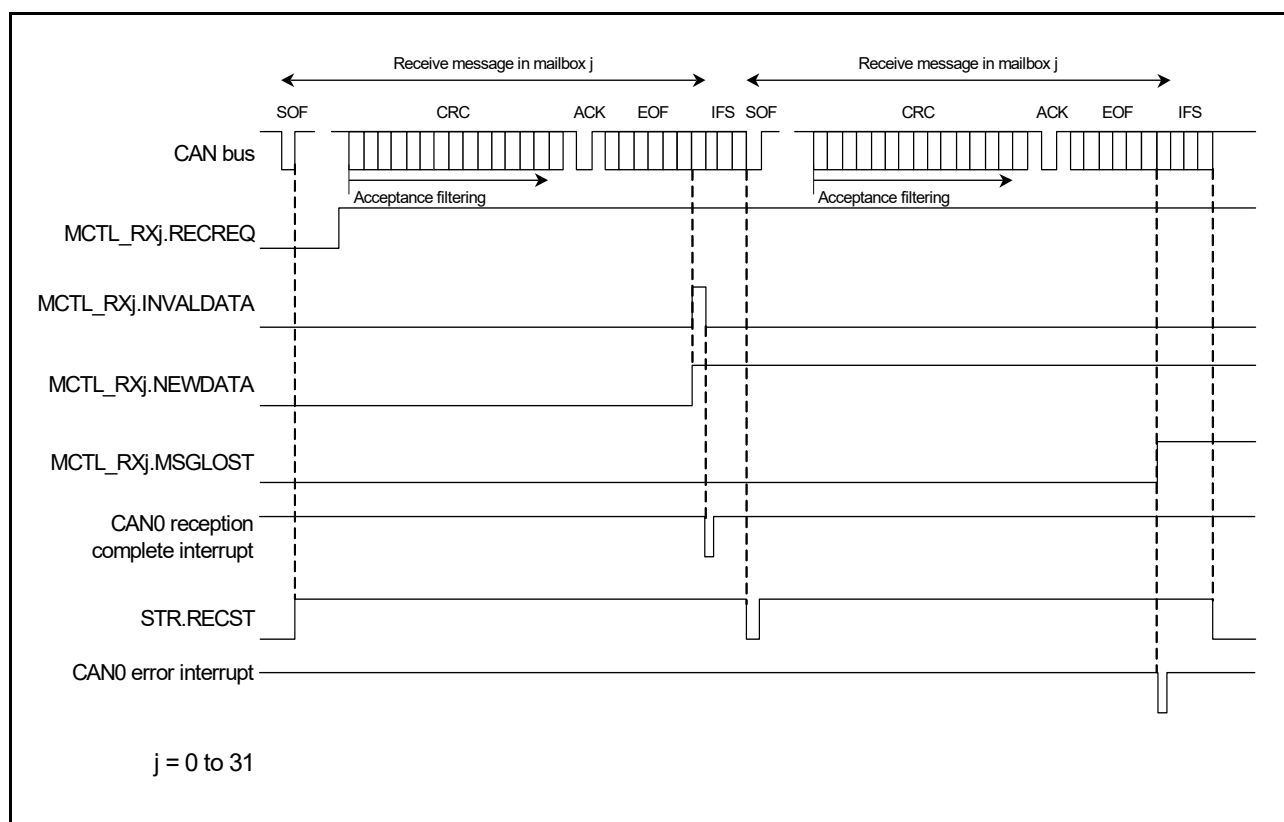 Receive message in mailbox j Receive message in mailbox j
SOF CRC ACK EOF IFS SOF CRC ACK EOF IFS
CAN bus
Acceptance filtering Acceptance filtering
MCTL_RXj.RECREQ
MCTL_RXj.INVALDATA
MCTL_RXj.NEWDATA
MCTL_RXj.MSGLOST
CAN0 reception
complete interrupt
STR.RECST
CAN0 error interrupt
j = 0 to 31